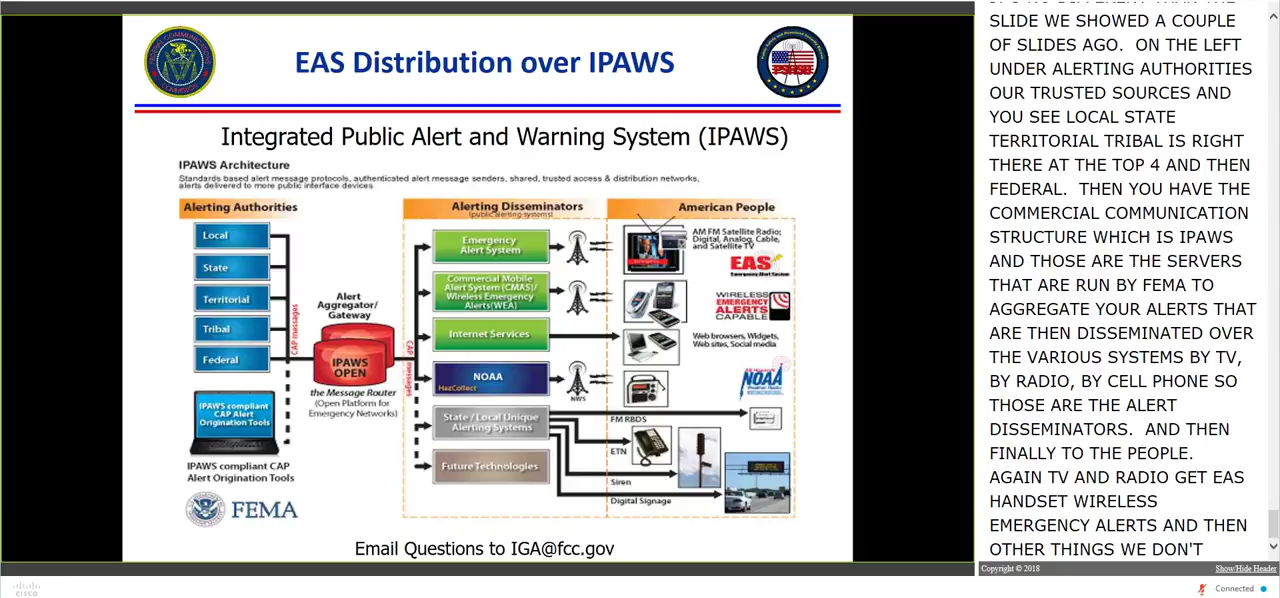 EAS Distribution over IPAWS
Integrated Public Alert and Warning System (IPAWS)
IPAWS Architecture
Standards based alert message protocols, authenticated alert message senders, shared, trusted access & distribution networks,
alerts delivered to more public interface devices
Alerting Authorities
Local
State
Territorial
Tribal
Federal
CAP messages
IPAWS compliant
CAP Alert
Origination Tools
IPAWS compliant CAP
Alert Origination Tools
FEMA
Alert
Aggregator/
Gateway
IPAWS
OPEN
the Message Router
(Open Platform for
Emergency Networks)
CAP messages
Alerting Disseminators
(public alerting systems)
Emergency
Alert System
Commercial Mobile
Alert System (CMAS)/
Wireless Emergency
Alerts(WEA)
Internet Services
NOAA
HazCollect
NWS
State / Local Unique
Alerting Systems
Future Technologies
American People
AM FM Satellite Radio;
Digital, Analog, Cable,
and Satellite TV
EAS
Emergency Alert System
WIRELESS
EMERGENCY
ALERTS
CAPABLE
Web browsers, Widgets,
Web sites, Social media
NOAA
FM RBDS
ETN
Siren
Digital Signage
Email Questions to IGA@fcc.gov
SLIDE WE SHOWED A COUPLE
OF SLIDES AGO.  ON THE LEFT
UNDER ALERTING AUTHORITIES
OUR TRUSTED SOURCES AND
YOU SEE LOCAL STATE
TERRITORIAL TRIBAL IS RIGHT
THERE AT THE TOP 4 AND THEN
FEDERAL.  THEN YOU HAVE THE
COMMERCIAL COMMUNICATION
STRUCTURE WHICH IS IPAWS
AND THOSE ARE THE SERVERS
THAT ARE RUN BY FEMA TO
AGGREGATE YOUR ALERTS THAT
ARE THEN DISSEMINATED OVER
THE VARIOUS SYSTEMS BY TV,
BY RADIO, BY CELL PHONE SO
THOSE ARE THE ALERT
DISSEMINATORS.  AND THEN
FINALLY TO THE PEOPLE.
AGAIN TV AND RADIO GET EAS
HANDSET WIRELESS
EMERGENCY ALERTS AND THEN
OTHER THINGS WE DON'T
Copyright © 2018
Show/Hide Header
cisco
Connected